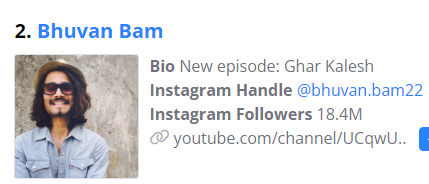 2. Bhuvan Bam
Bio New episode: Ghar Kalesh
Instagram Handle @bhuvan.bam22
Instagram Followers 18.4M
youtube.com/channel/UCqwU..